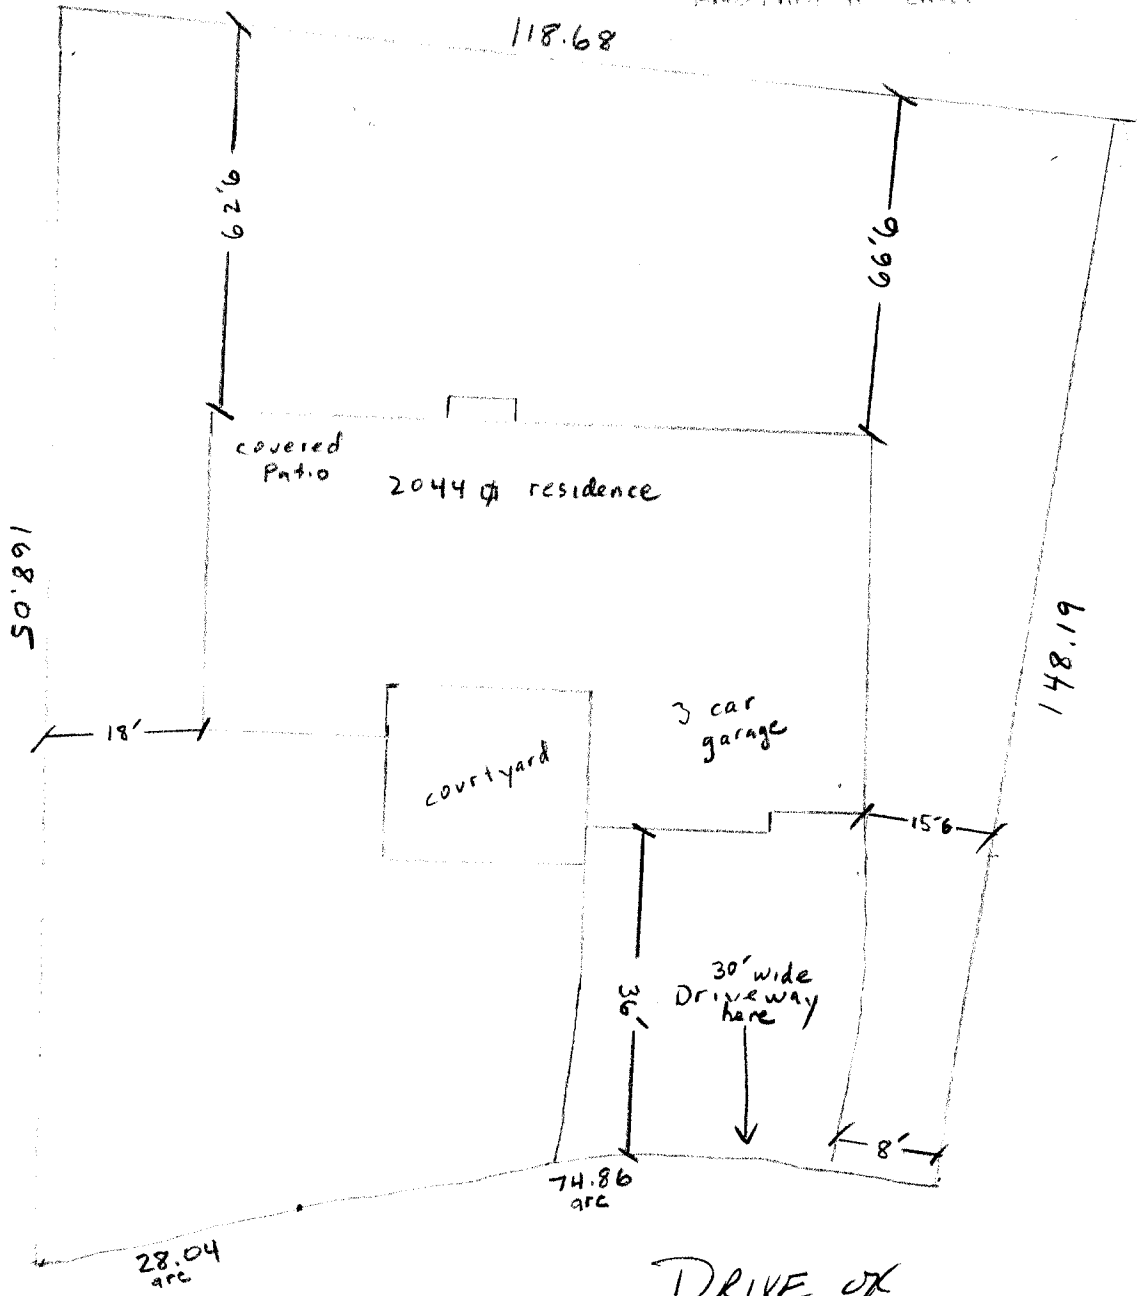 118.68
62'6
66'6
covered
Patio
2044 ⌀ residence
168.05
148.19
18'
3 car
garage
courtyard
15'6
36'
30' wide
Driveway
here
8'
74.86
arc
28.04
arc
DRIVE OK